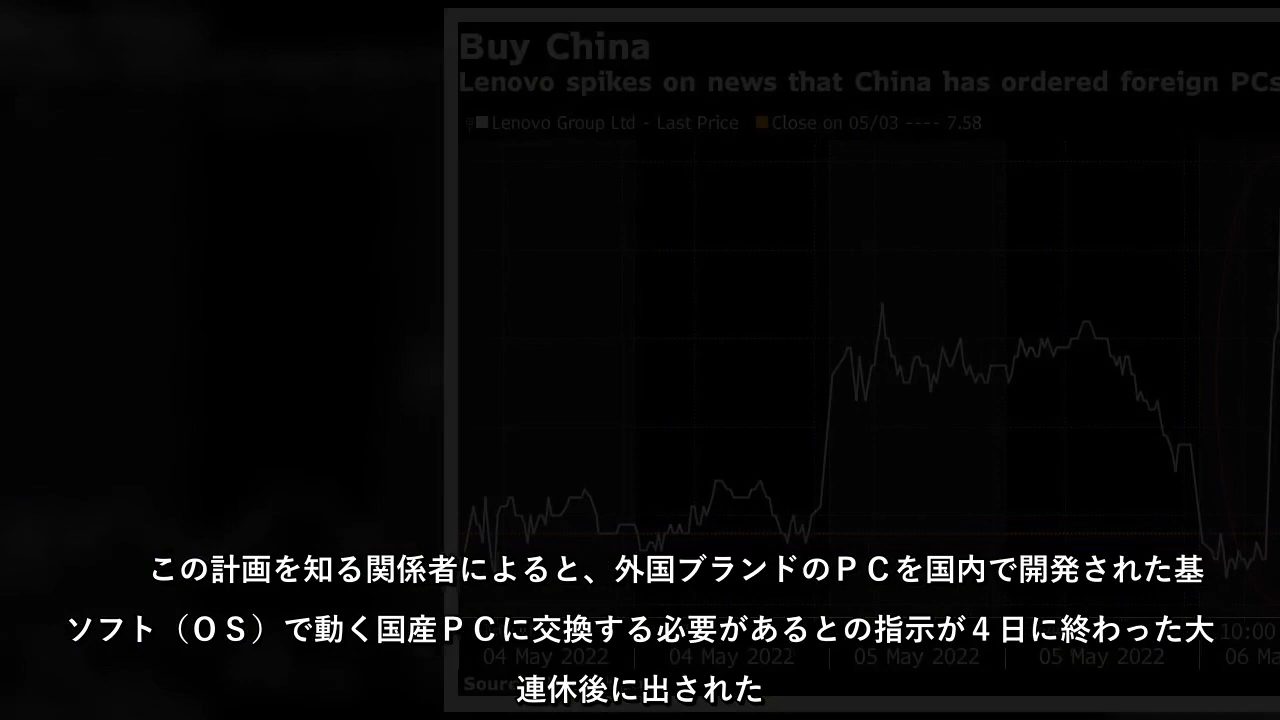 Buy China
Lenovo spikes on news that China has ordered foreign PCs
Lenovo Group Ltd - Last Price Close on 05/03 ---- 7.58
この計画を知る関係者によると、外国ブランドのＰＣを国内で開発された基
ソフト（ＯＳ）で動く国産ＰＣに交換する必要があるとの指示が４日に終わった大
10:00
04 May 2022 04 May 2022 05 May 2022 05 May 2022 06 Ma
連休後に出された